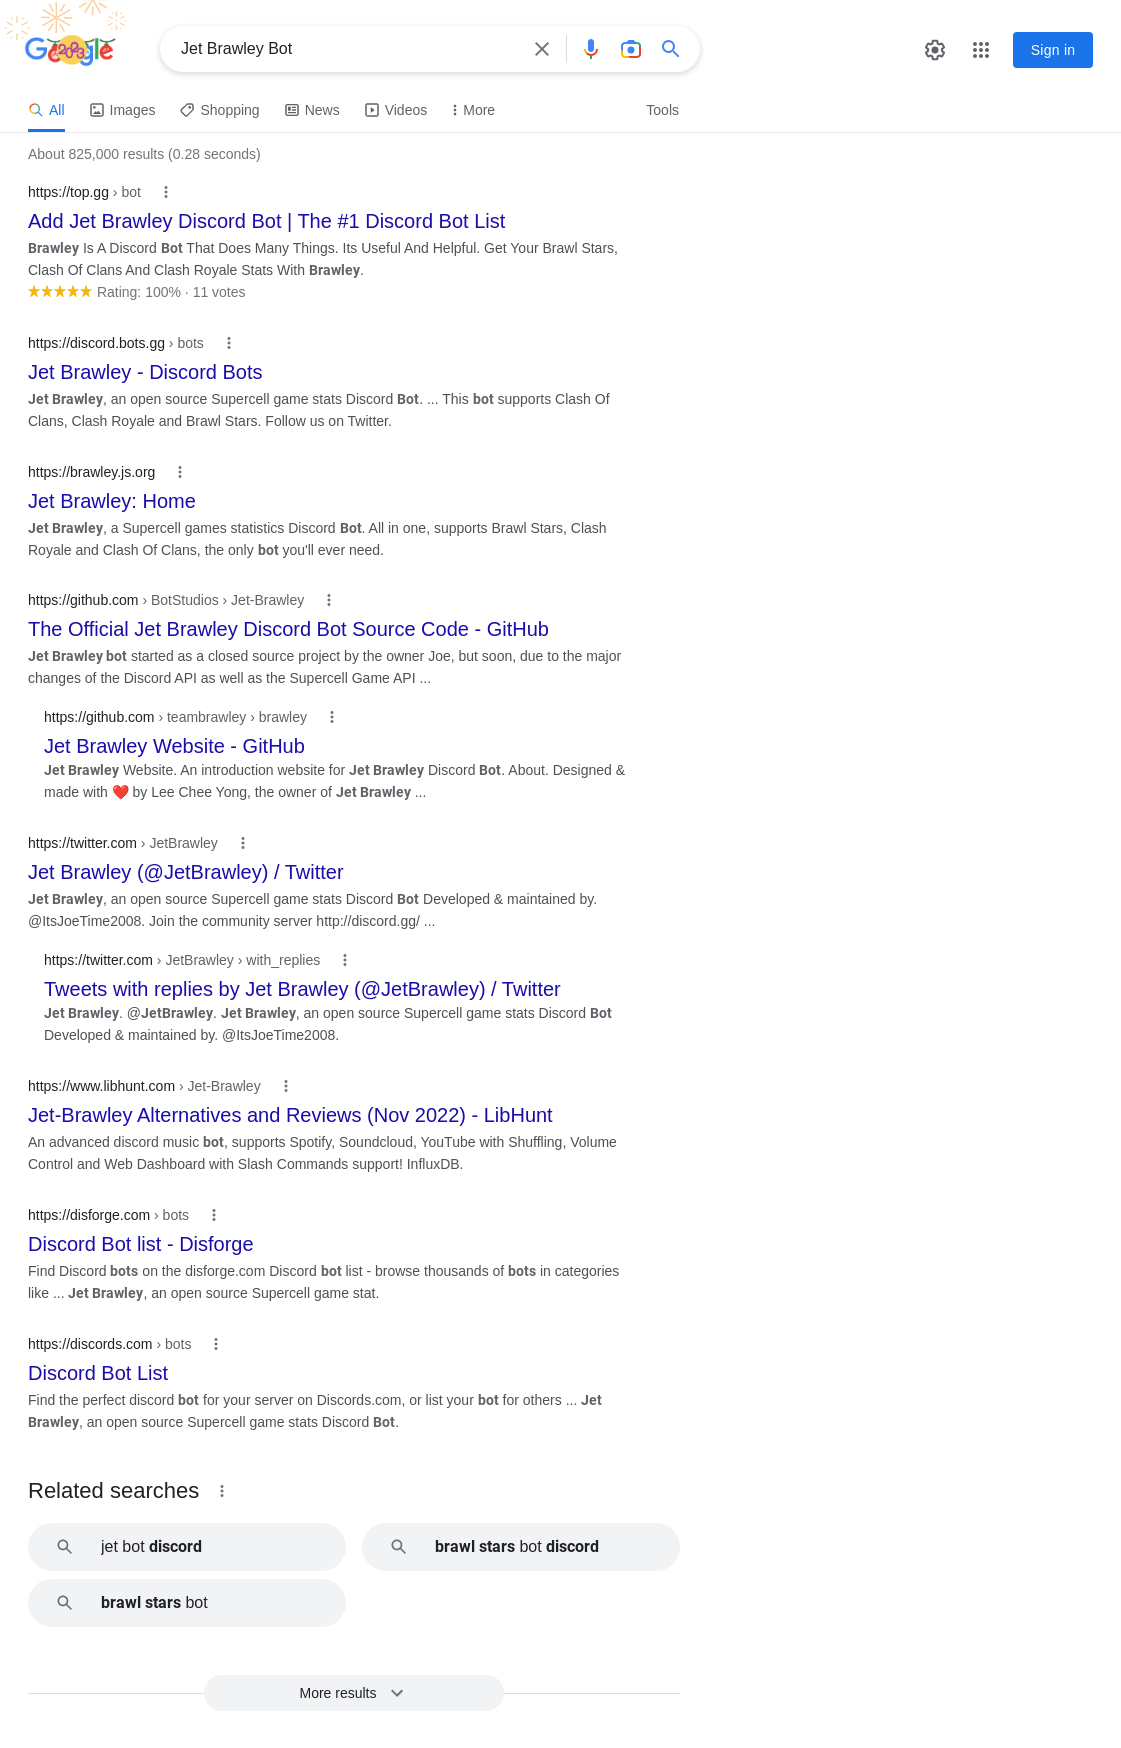 Google
Jet Brawley Bot
Sign in
All
Images
Shopping
News
Videos
More
Tools
About 825,000 results (0.28 seconds)
https://top.gg › bot
Add Jet Brawley Discord Bot | The #1 Discord Bot List
Brawley Is A Discord Bot That Does Many Things. Its Useful And Helpful. Get Your Brawl Stars,
Clash Of Clans And Clash Royale Stats With Brawley.
Rating: 100% · 11 votes
https://discord.bots.gg › bots
Jet Brawley - Discord Bots
Jet Brawley, an open source Supercell game stats Discord Bot. ... This bot supports Clash Of
Clans, Clash Royale and Brawl Stars. Follow us on Twitter.
https://brawley.js.org
Jet Brawley: Home
Jet Brawley, a Supercell games statistics Discord Bot. All in one, supports Brawl Stars, Clash
Royale and Clash Of Clans, the only bot you'll ever need.
https://github.com › BotStudios › Jet-Brawley
The Official Jet Brawley Discord Bot Source Code - GitHub
Jet Brawley bot started as a closed source project by the owner Joe, but soon, due to the major
changes of the Discord API as well as the Supercell Game API ...
https://github.com › teambrawley › brawley
Jet Brawley Website - GitHub
Jet Brawley Website. An introduction website for Jet Brawley Discord Bot. About. Designed &
made with ❤️ by Lee Chee Yong, the owner of Jet Brawley ...
https://twitter.com › JetBrawley
Jet Brawley (@JetBrawley) / Twitter
Jet Brawley, an open source Supercell game stats Discord Bot Developed & maintained by.
@ItsJoeTime2008. Join the community server http://discord.gg/ ...
https://twitter.com › JetBrawley › with_replies
Tweets with replies by Jet Brawley (@JetBrawley) / Twitter
Jet Brawley. @JetBrawley. Jet Brawley, an open source Supercell game stats Discord Bot
Developed & maintained by. @ItsJoeTime2008.
https://www.libhunt.com › Jet-Brawley
Jet-Brawley Alternatives and Reviews (Nov 2022) - LibHunt
An advanced discord music bot, supports Spotify, Soundcloud, YouTube with Shuffling, Volume
Control and Web Dashboard with Slash Commands support! InfluxDB.
https://disforge.com › bots
Discord Bot list - Disforge
Find Discord bots on the disforge.com Discord bot list - browse thousands of bots in categories
like ... Jet Brawley, an open source Supercell game stat.
https://discords.com › bots
Discord Bot List
Find the perfect discord bot for your server on Discords.com, or list your bot for others ... Jet
Brawley, an open source Supercell game stats Discord Bot.
Related searches
jet bot discord
brawl stars bot discord
brawl stars bot
More results